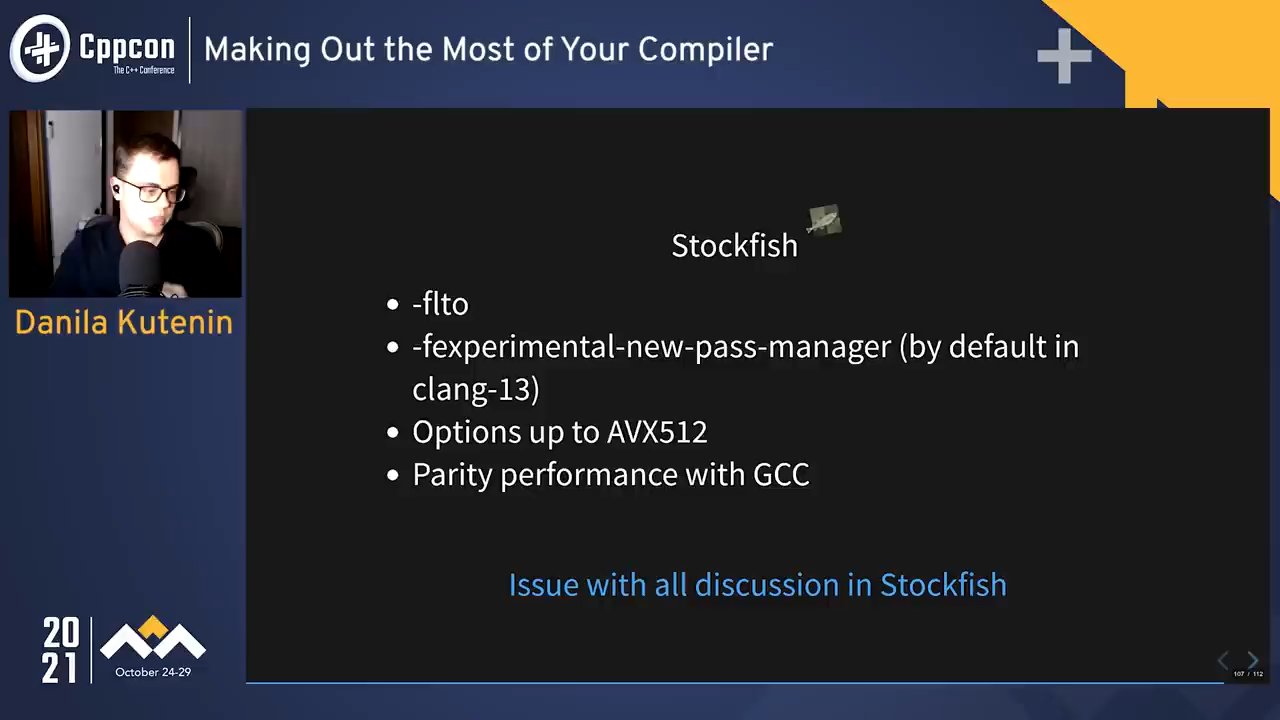 Cppcon
The C++ Conference
Making Out the Most of Your Compiler
Danila Kutenin
Stockfish
-flto
-fexperimental-new-pass-manager (by default in
clang-13)
Options up to AVX512
Parity performance with GCC
Issue with all discussion in Stockfish
20
21
October 24-29
107 / 112